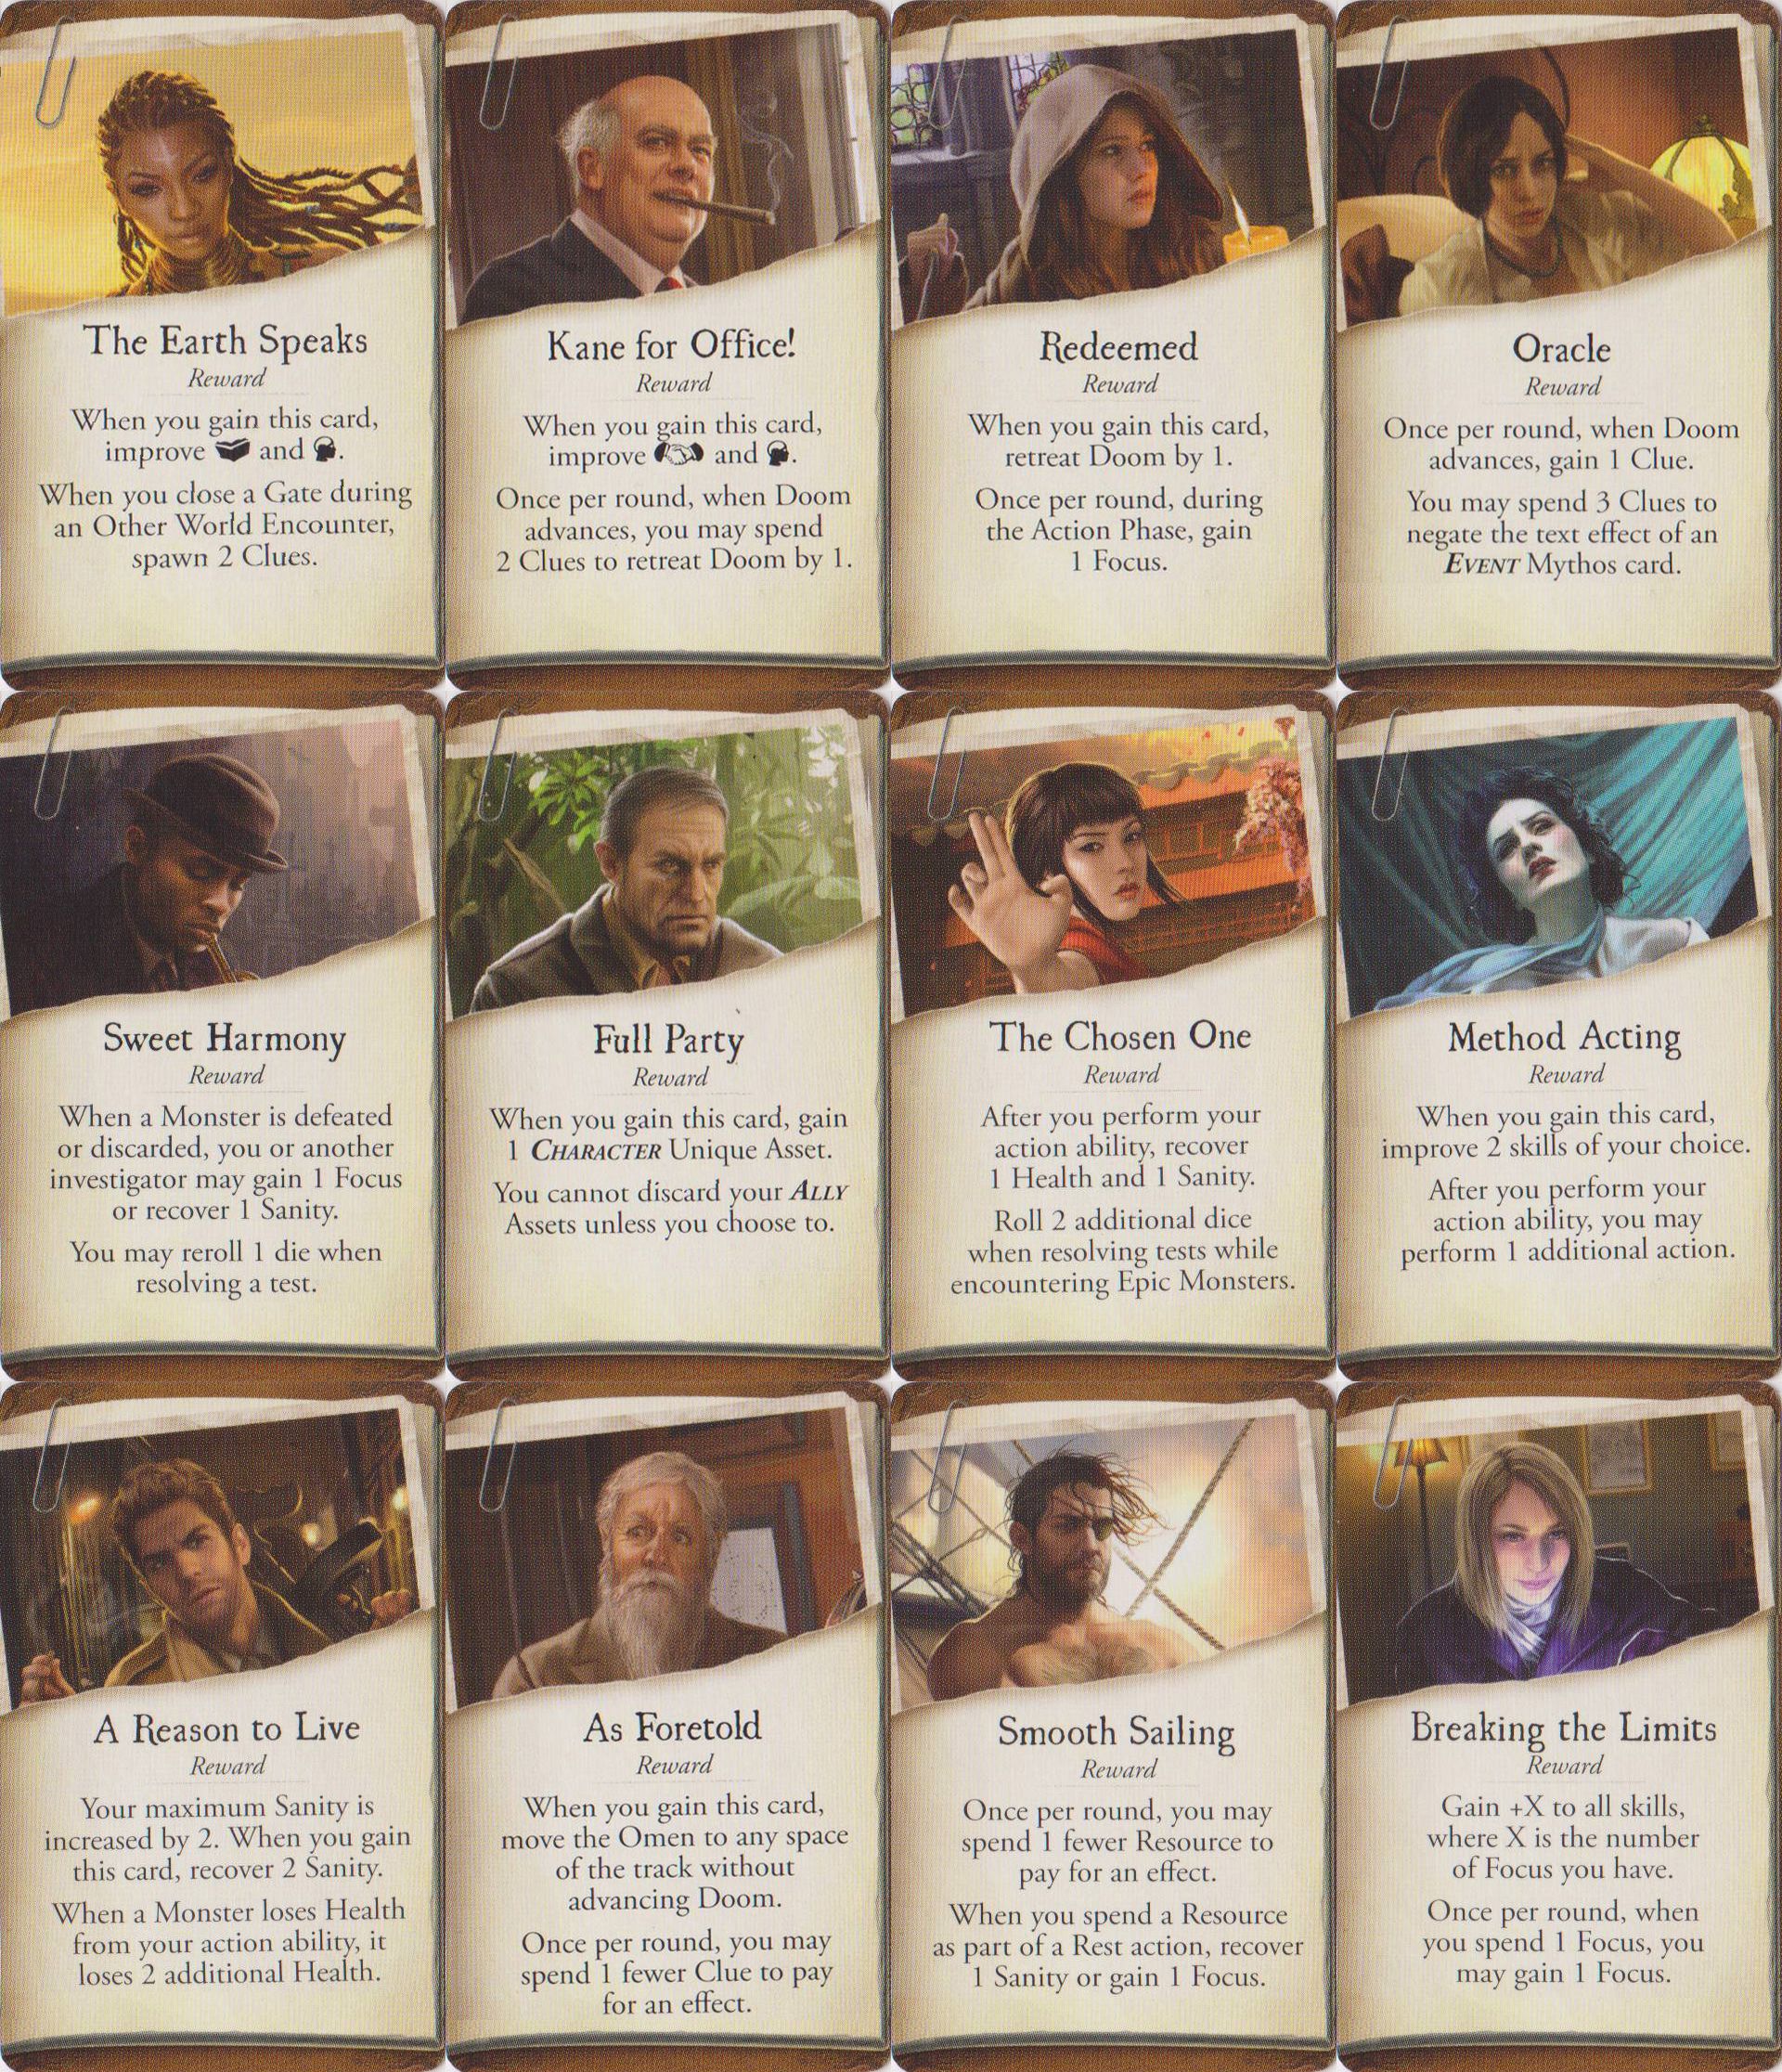 The Earth Speaks
Reward
When you gain this card,
improve and .
When you close a Gate during
an Other World Encounter,
spawn 2 Clues.
Kane for Office!
Reward
When you gain this card,
improve and .
Once per round, when Doom
advances, you may spend
2 Clues to retreat Doom by 1.
Redeemed
Reward
When you gain this card,
retreat Doom by 1.
Once per round, during
the Action Phase, gain
1 Focus.
Oracle
Reward
Once per round, when Doom
advances, gain 1 Clue.
You may spend 3 Clues to
negate the text effect of an
EVENT Mythos card.
Sweet Harmony
Reward
When a Monster is defeated
or discarded, you or another
investigator may gain 1 Focus
or recover 1 Sanity.
You may reroll 1 die when
resolving a test.
Full Party
Reward
When you gain this card, gain
1 CHARACTER Unique Asset.
You cannot discard your ALLY
Assets unless you choose to.
The Chosen One
Reward
After you perform your
action ability, recover
1 Health and 1 Sanity.
Roll 2 additional dice
when resolving tests while
encountering Epic Monsters.
Method Acting
Reward
When you gain this card,
improve 2 skills of your choice.
After you perform your
action ability, you may
perform 1 additional action.
A Reason to Live
Reward
Your maximum Sanity is
increased by 2. When you gain
this card, recover 2 Sanity.
When a Monster loses Health
from your action ability, it
loses 2 additional Health.
As Foretold
Reward
When you gain this card,
move the Omen to any space
of the track without
advancing Doom.
Once per round, you may
spend 1 fewer Clue to pay
for an effect.
Smooth Sailing
Reward
Once per round, you may
spend 1 fewer Resource to
pay for an effect.
When you spend a Resource
as part of a Rest action, recover
1 Sanity or gain 1 Focus.
Breaking the Limits
Reward
Gain +X to all skills,
where X is the number
of Focus you have.
Once per round, when
you spend 1 Focus, you
may gain 1 Focus.